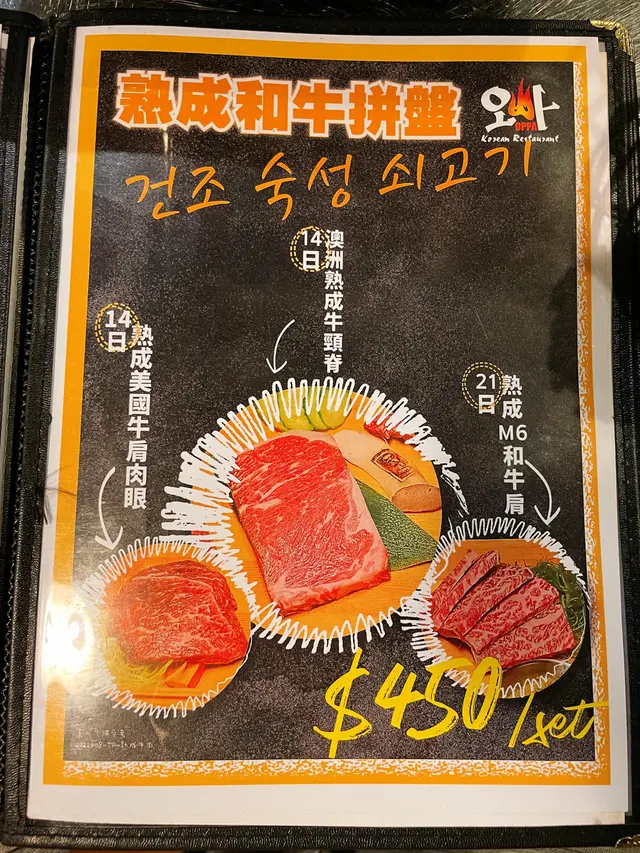 熟成和牛拼盤
오빠
OPPA
Korean Restaurant
건조 숙성 쇠고기
14日
澳洲熟成牛頸脊
14日
熟成美國牛肩肉眼
21日
熟成M6和牛肩
$450/set